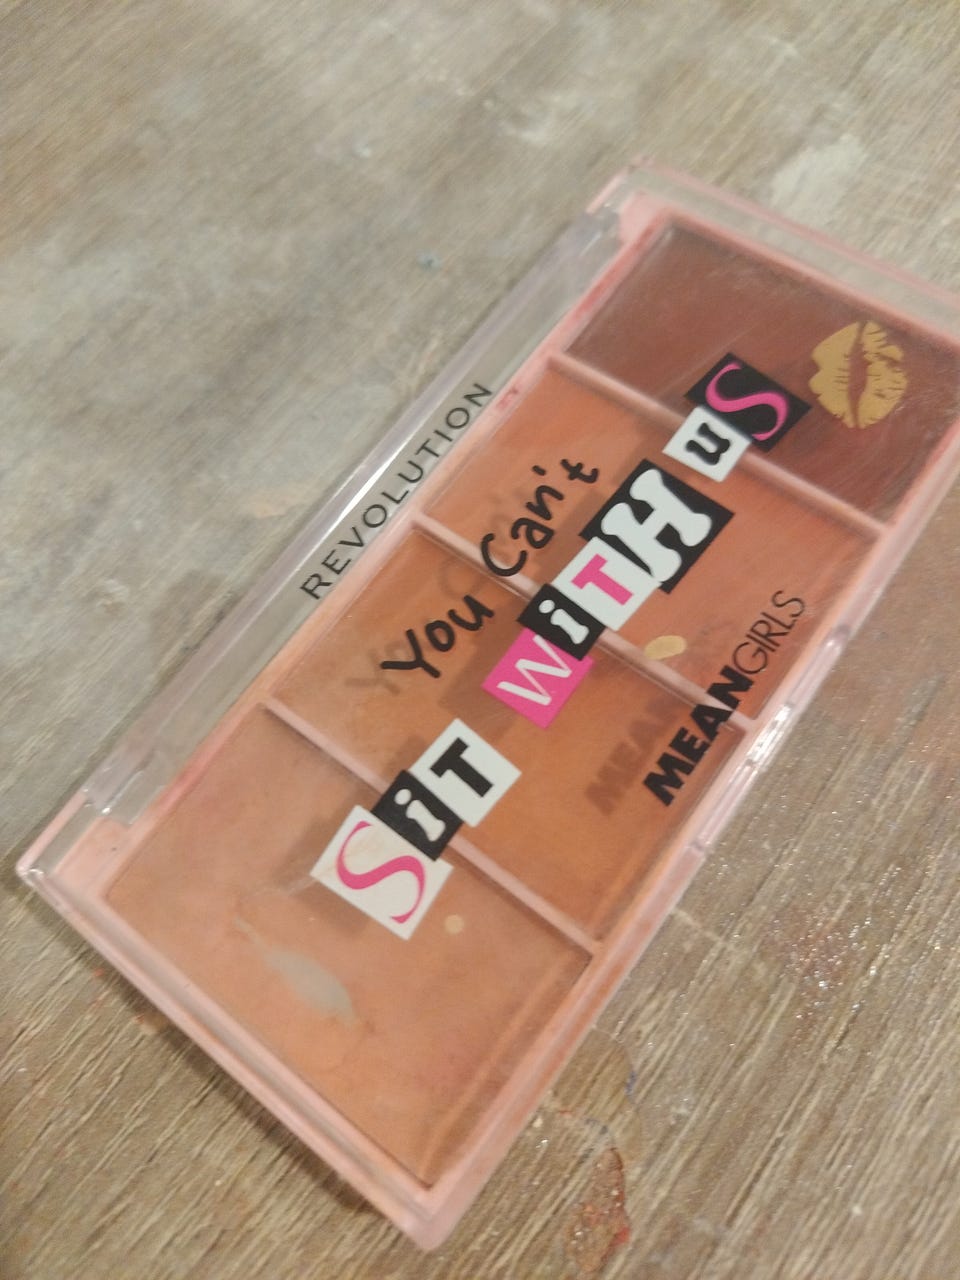 REVOLUTION
You Can't
SiT WiTH uS
MEANGIRLS